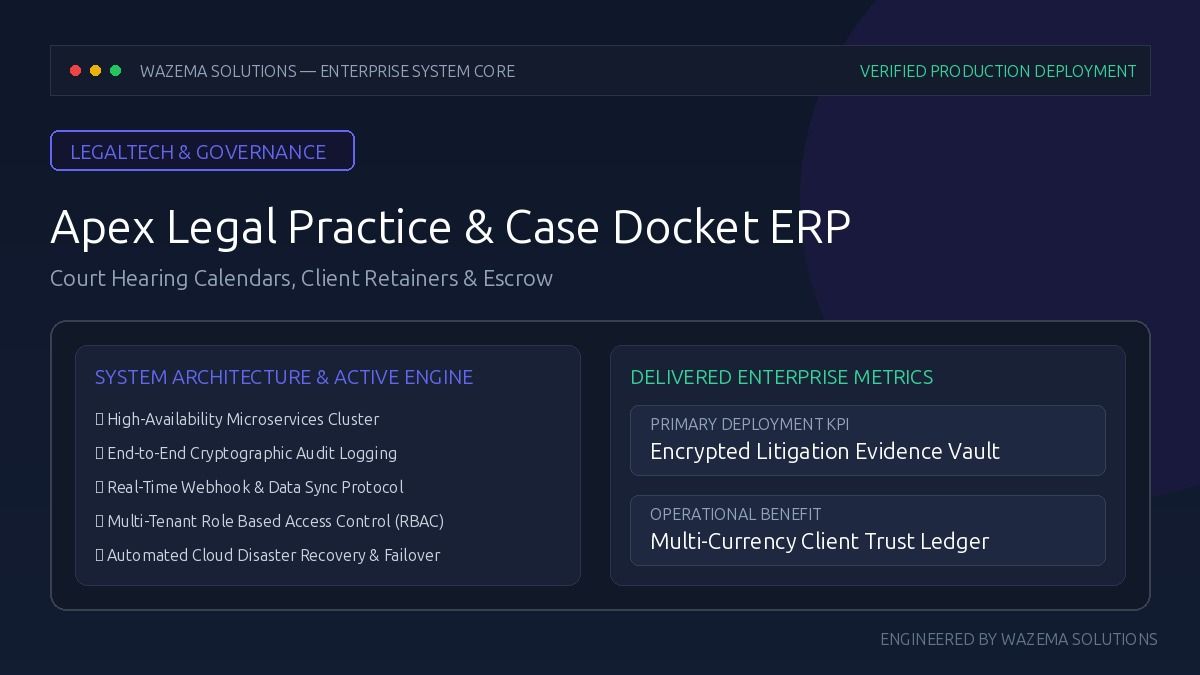 WAZEMA SOLUTIONS — ENTERPRISE SYSTEM CORE
VERIFIED PRODUCTION DEPLOYMENT
LEGALTECH & GOVERNANCE
Apex Legal Practice & Case Docket ERP
Court Hearing Calendars, Client Retainers & Escrow
SYSTEM ARCHITECTURE & ACTIVE ENGINE
High-Availability Microservices Cluster
End-to-End Cryptographic Audit Logging
Real-Time Webhook & Data Sync Protocol
Multi-Tenant Role Based Access Control (RBAC)
Automated Cloud Disaster Recovery & Failover
DELIVERED ENTERPRISE METRICS
PRIMARY DEPLOYMENT KPI
Encrypted Litigation Evidence Vault
OPERATIONAL BENEFIT
Multi-Currency Client Trust Ledger
ENGINEERED BY WAZEMA SOLUTIONS